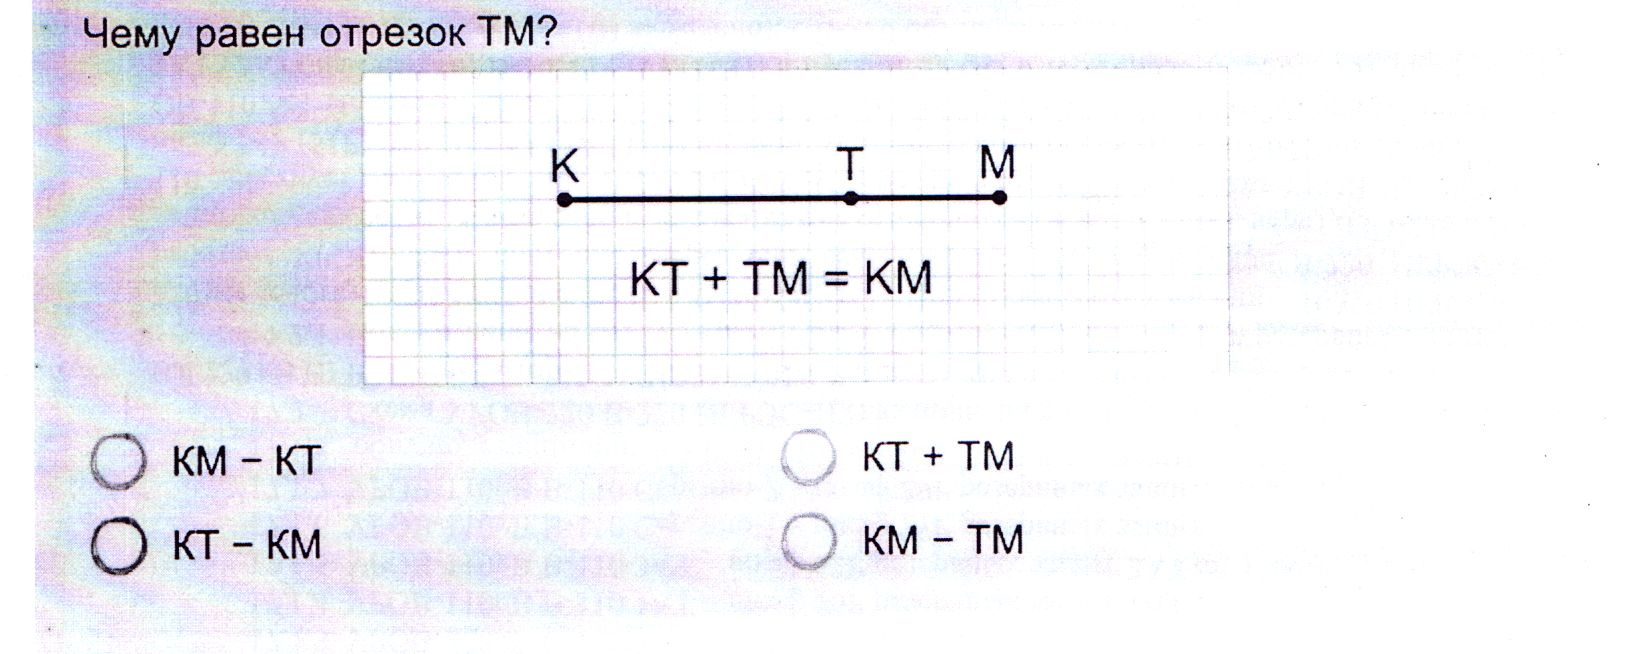 Чему равен отрезок ТМ?
К Т М
КТ + ТМ = КМ
КМ – КТ
КТ + ТМ
КТ – КМ
КМ – ТМ